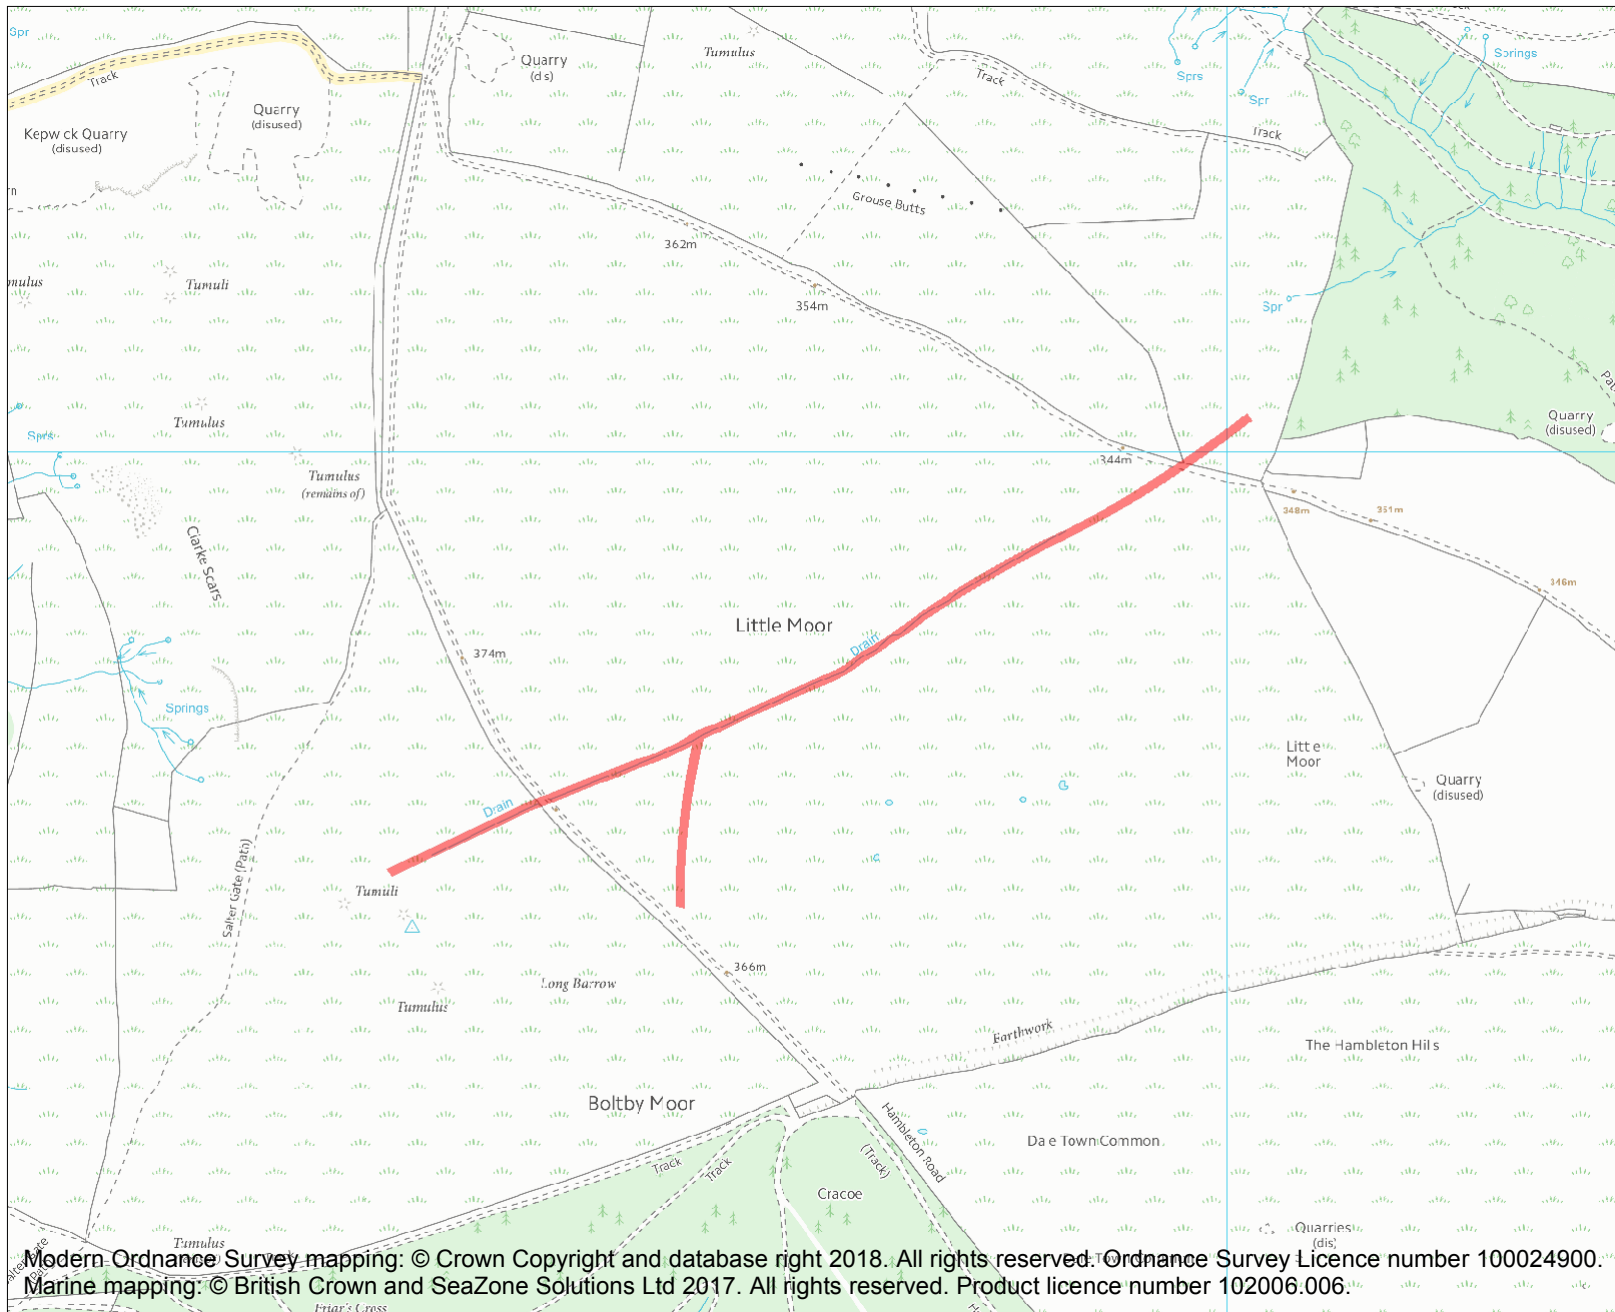 Spr
Track
Quarry
(dis)
Tumulus
Track
Sprs
Spr
Springs
Track
Quarry
(disused)
Kepwick Quarry
(disused)
Grouse Butts
362m
Tumuli
354m
Spr
Tumulus
Sprs
Tumulus
(remains of)
344m
Quarry
(disused)
348m
351m
Clarke Scars
346m
Little Moor
Drain
374m
Springs
Little
Moor
Quarry
(disused)
Drain
Salter Gate (Path)
Tumuli
366m
Long Barrow
Tumulus
Earthwork
The Hambleton Hills
Boltby Moor
Hambleton Road
(Track)
Dale Town Common
Track
Track
Cracoe
Quarries
(dis)
Tumulus
Modern Ordnance Survey mapping: © Crown Copyright and database right 2018. All rights reserved. Ordnance Survey Licence number 100024900.
Marine mapping: © British Crown and SeaZone Solutions Ltd 2017. All rights reserved. Product licence number 102006.006.
Friar's Cross